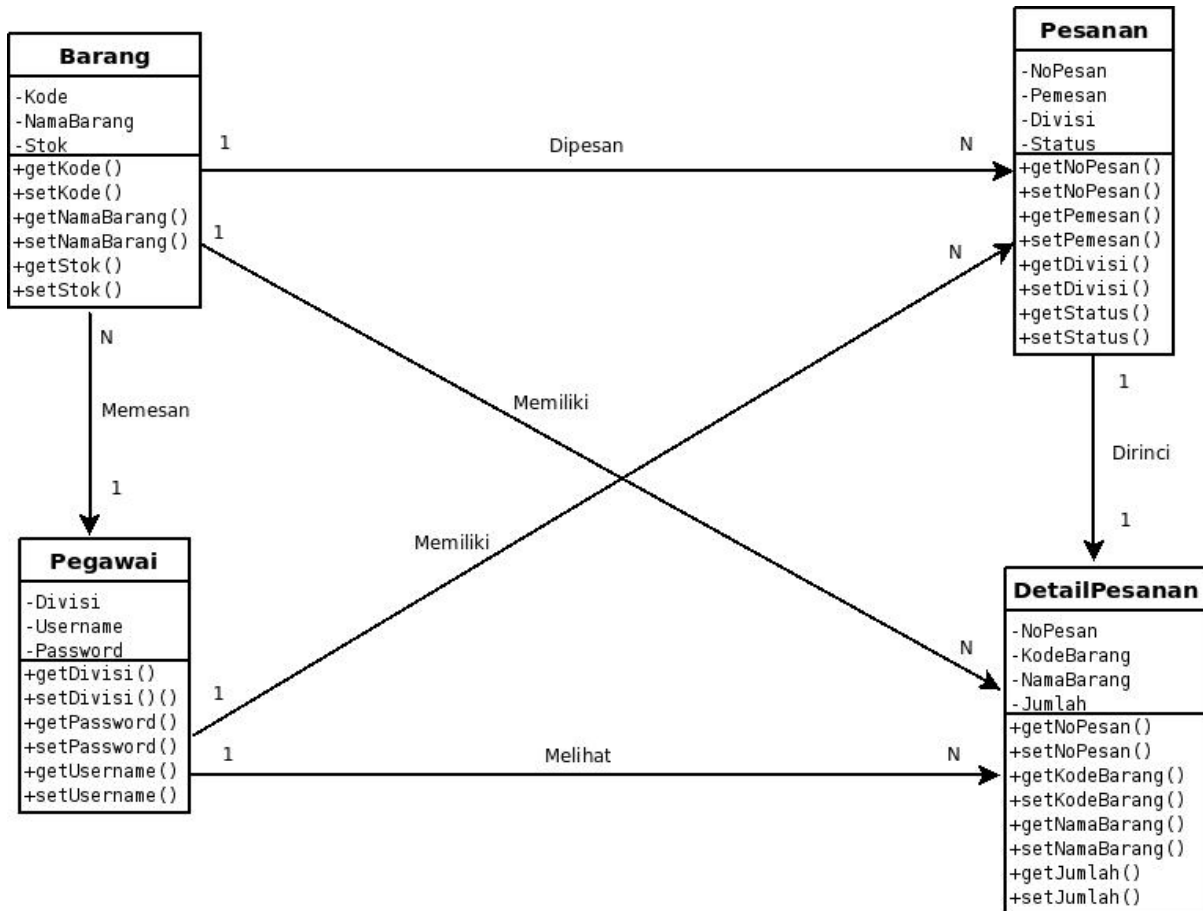 Barang
-Kode
-NamaBarang
-Stok
+getKode()
+setKode()
+getNamaBarang()
+setNamaBarang()
+getStok()
+setStok()
Pesanan
-NoPesan
-Pemesan
-Divisi
-Status
+getNoPesan()
+setNoPesan()
+getPemesan()
+setPemesan()
+getDivisi()
+setDivisi()
+getStatus()
+setStatus()
1
Dipesan
N
1
N
N
Memesan
1
Memiliki
Memiliki
1
Dirinci
1
Pegawai
-Divisi
-Username
-Password
+getDivisi()
+setDivisi()()
+getPassword()
+setPassword()
+getUsername()
+setUsername()
1
N
1
Melihat
N
DetailPesanan
-NoPesan
-KodeBarang
-NamaBarang
-Jumlah
+getNoPesan()
+setNoPesan()
+getKodeBarang()
+setKodeBarang()
+getNamaBarang()
+setNamaBarang()
+getJumlah()
+setJumlah()